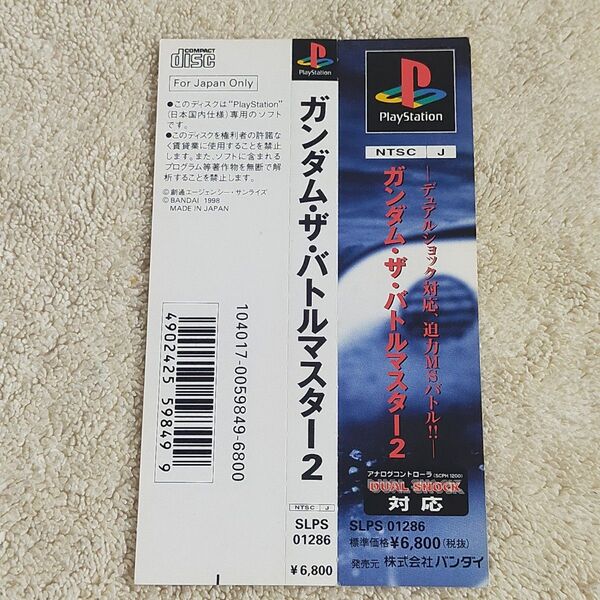 COMPACT
disc
For Japan Only
●このディスクは"PlayStation"
(日本国内仕様)専用のソフト
です。
●このディスクを権利者の許諾な
く賃貸業に使用することを禁止
します。また、ソフトに含まれる
プログラム等著作物を無断で解
析することを禁止します。
©創通エージェンシー・サンライズ
©BANDAI 1998
MADE IN JAPAN
104017-0059849-6800
4902425 598499
PlayStation
ガンダム・ザ・バトルマスター2
NTSC J
SLPS
01286
¥6,800
PlayStation
NTSC J
―デュアルショック対応、迫力MSバトル!!―
ガンダム・ザ・バトルマスター2
アナログコントローラ(SCPH 1200)
DUAL SHOCK
対応
SLPS 01286
標準価格¥6,800(税抜)
発売元 株式会社バンダイ